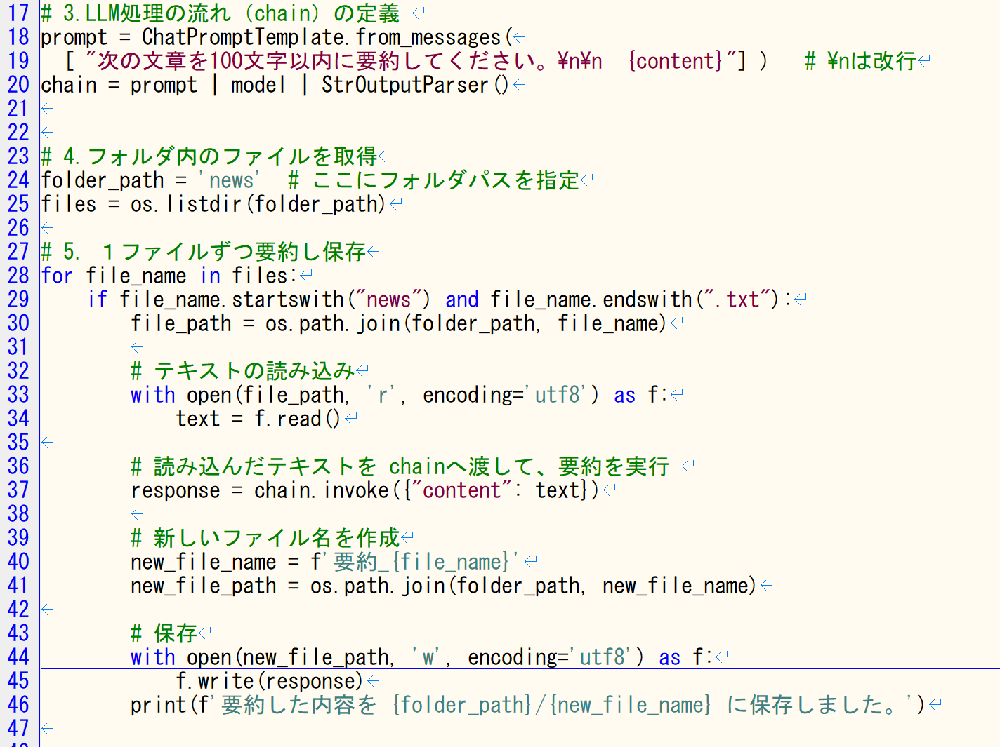 17 # 3.LLM処理の流れ（chain）の定義 ↵
18 prompt = ChatPromptTemplate.from_messages(↵
19   [ "次の文章を100文字以内に要約してください。¥n¥n  {content}"] )   # ¥nは改行↵
20 chain = prompt | model | StrOutputParser()↵
21 ↵
22 ↵
23 # 4.フォルダ内のファイルを取得↵
24 folder_path = 'news'  # ここにフォルダパスを指定↵
25 files = os.listdir(folder_path)↵
26 ↵
27 # 5. １ファイルずつ要約し保存↵
28 for file_name in files:↵
29     if file_name.startswith("news") and file_name.endswith(".txt"):↵
30         file_path = os.path.join(folder_path, file_name)↵
31         ↵
32         # テキストの読み込み↵
33         with open(file_path, 'r', encoding='utf8') as f:↵
34             text = f.read()↵
35 ↵
36         # 読み込んだテキストを chainへ渡して、要約を実行 ↵
37         response = chain.invoke({"content": text})↵
38         ↵
39         # 新しいファイル名を作成↵
40         new_file_name = f'要約_{file_name}'↵
41         new_file_path = os.path.join(folder_path, new_file_name)↵
42 ↵
43         # 保存↵
44         with open(new_file_path, 'w', encoding='utf8') as f:↵
45             f.write(response)↵
46         print(f'要約した内容を {folder_path}/{new_file_name} に保存しました。')↵
47 ↵